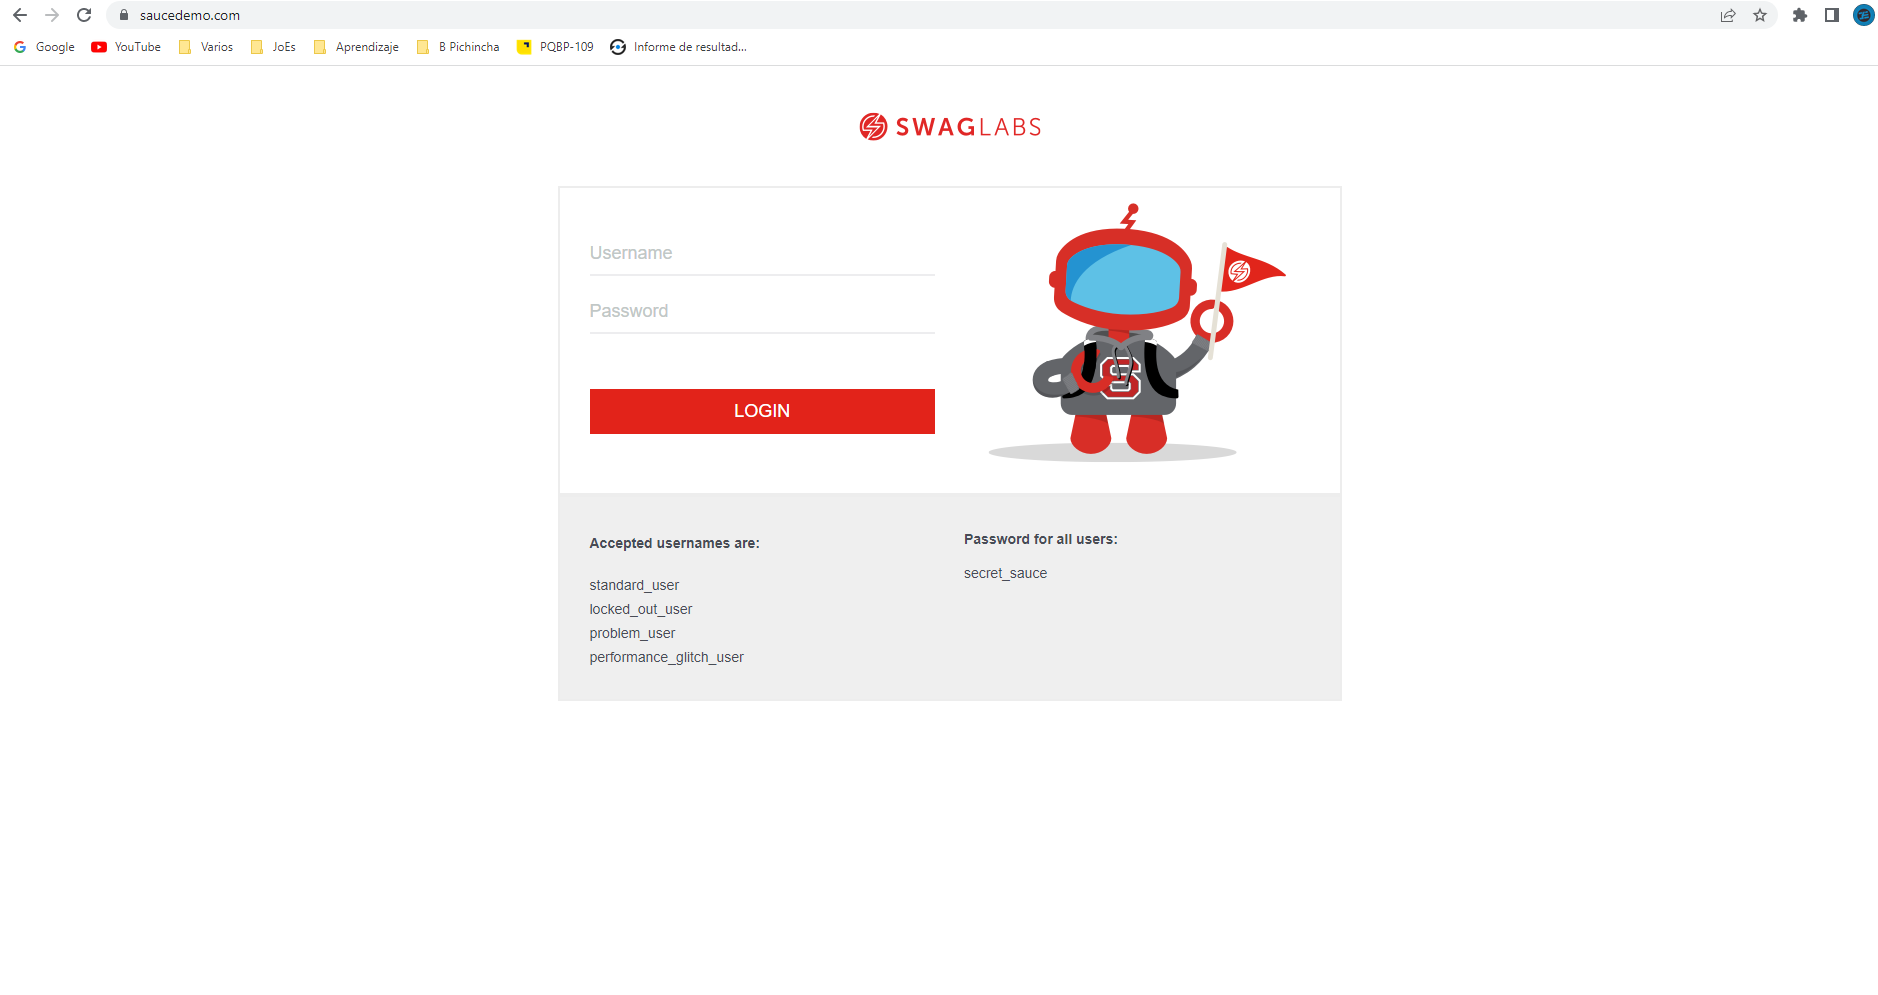 saucedemo.com
Google YouTube Varios JoEs Aprendizaje B Pichincha PQBP-109 Informe de resultad...
SWAGLABS
Username
Password
S
LOGIN
Accepted usernames are:
standard_user
locked_out_user
problem_user
performance_glitch_user
Password for all users:
secret_sauce